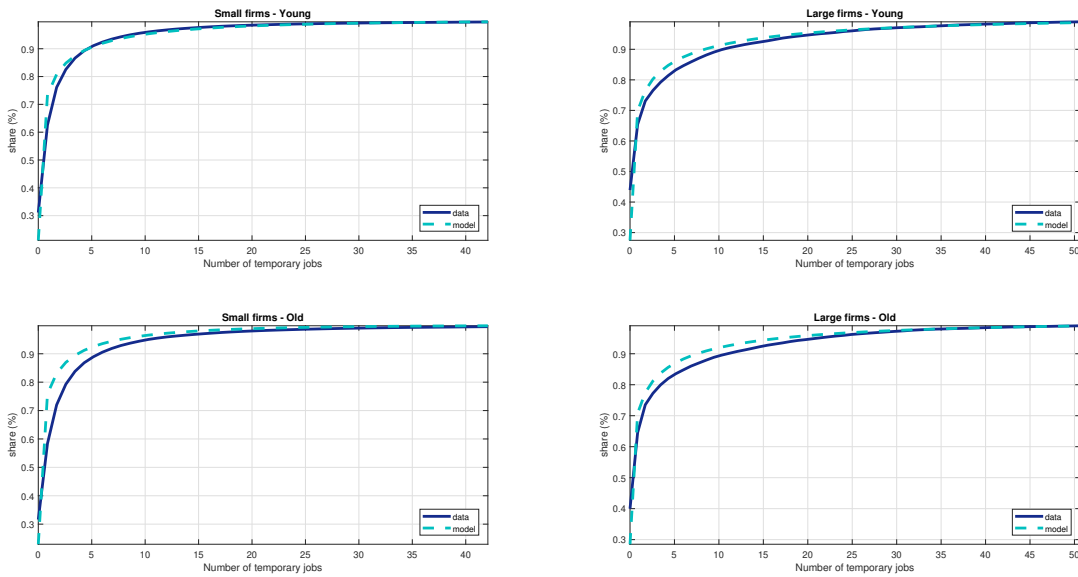 Small firms - Young
0.9
0.8
0.7
0.6
0.5
0.4
0.3
share (%)
data
model
0 5 10 15 20 25 30 35 40
Number of temporary jobs
Large firms - Young
0.9
0.8
0.7
0.6
0.5
0.4
0.3
share (%)
data
model
0 5 10 15 20 25 30 35 40 45 50
Number of temporary jobs
Small firms - Old
0.9
0.8
0.7
0.6
0.5
0.4
0.3
share (%)
data
model
0 5 10 15 20 25 30 35 40
Number of temporary jobs
Large firms - Old
0.9
0.8
0.7
0.6
0.5
0.4
0.3
share (%)
data
model
0 5 10 15 20 25 30 35 40 45 50
Number of temporary jobs